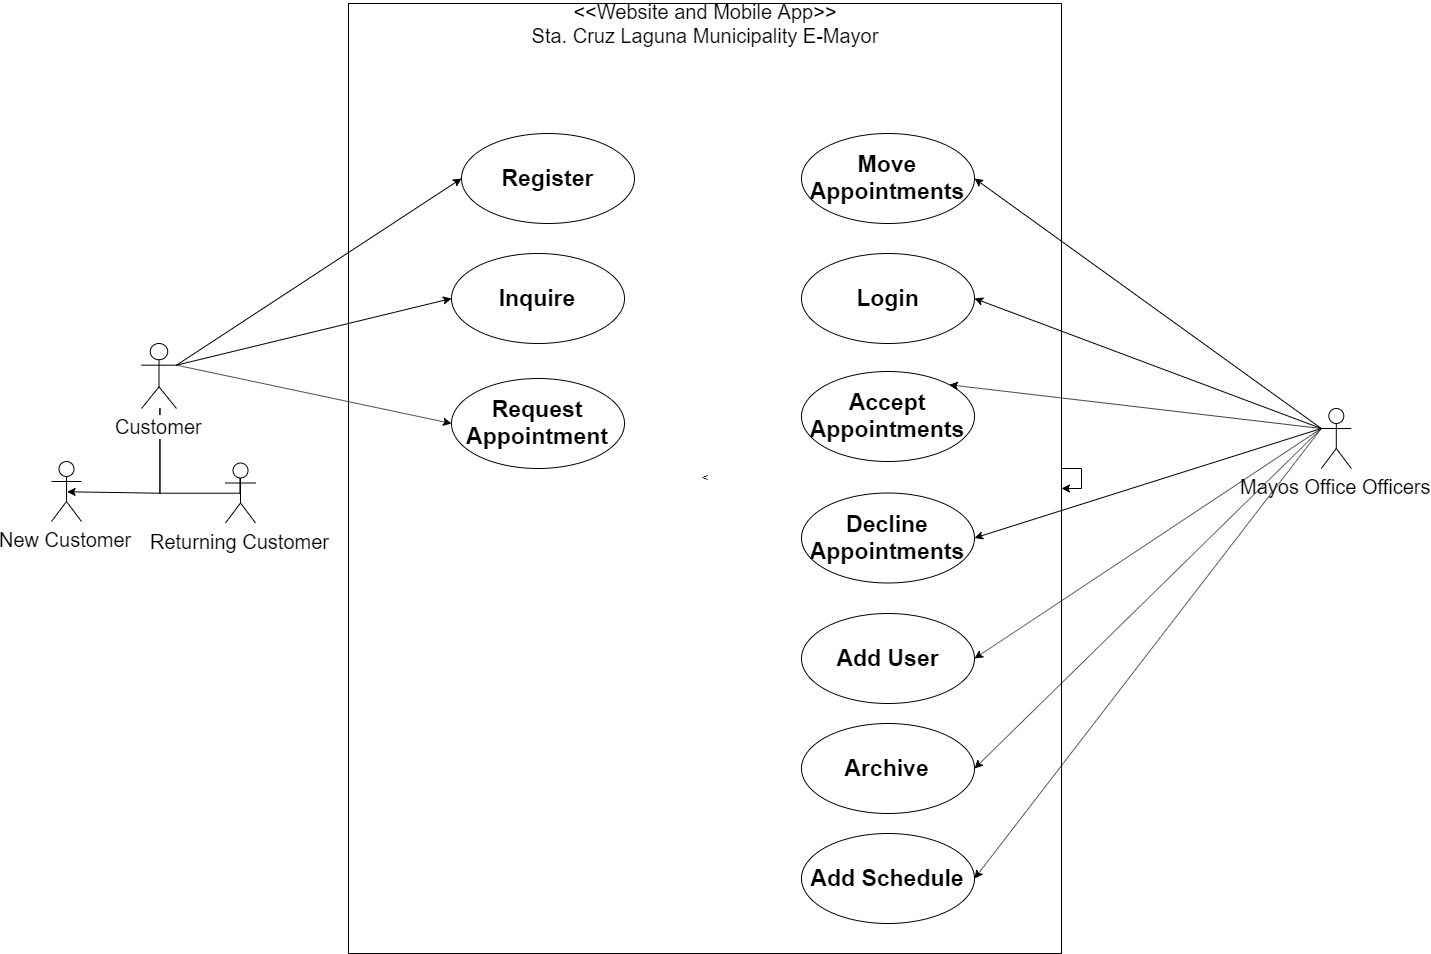 <<Website and Mobile App>>
Sta. Cruz Laguna Municipality E-Mayor
Register
Inquire
Request
Appointment
Customer
New Customer
Returning Customer
<
Move
Appointments
Login
Accept
Appointments
Decline
Appointments
Add User
Archive
Add Schedule
Mayos Office Officers